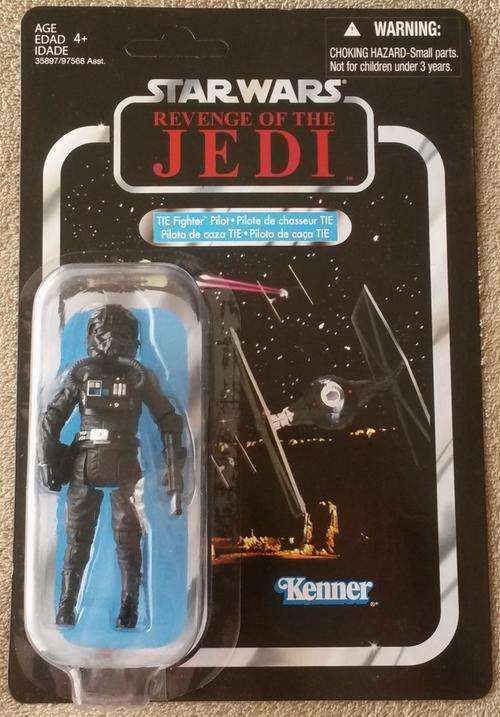 AGE
EDAD 4+
IDADE
35897/97568 Asst.
WARNING:
CHOKING HAZARD-Small parts.
Not for children under 3 years.
STAR WARS®
REVENGE OF THE
JEDI™
TIE Fighter™ Pilot • Pilote de chasseur TIE
Piloto de caza TIE • Piloto de caça TIE
Kenner®